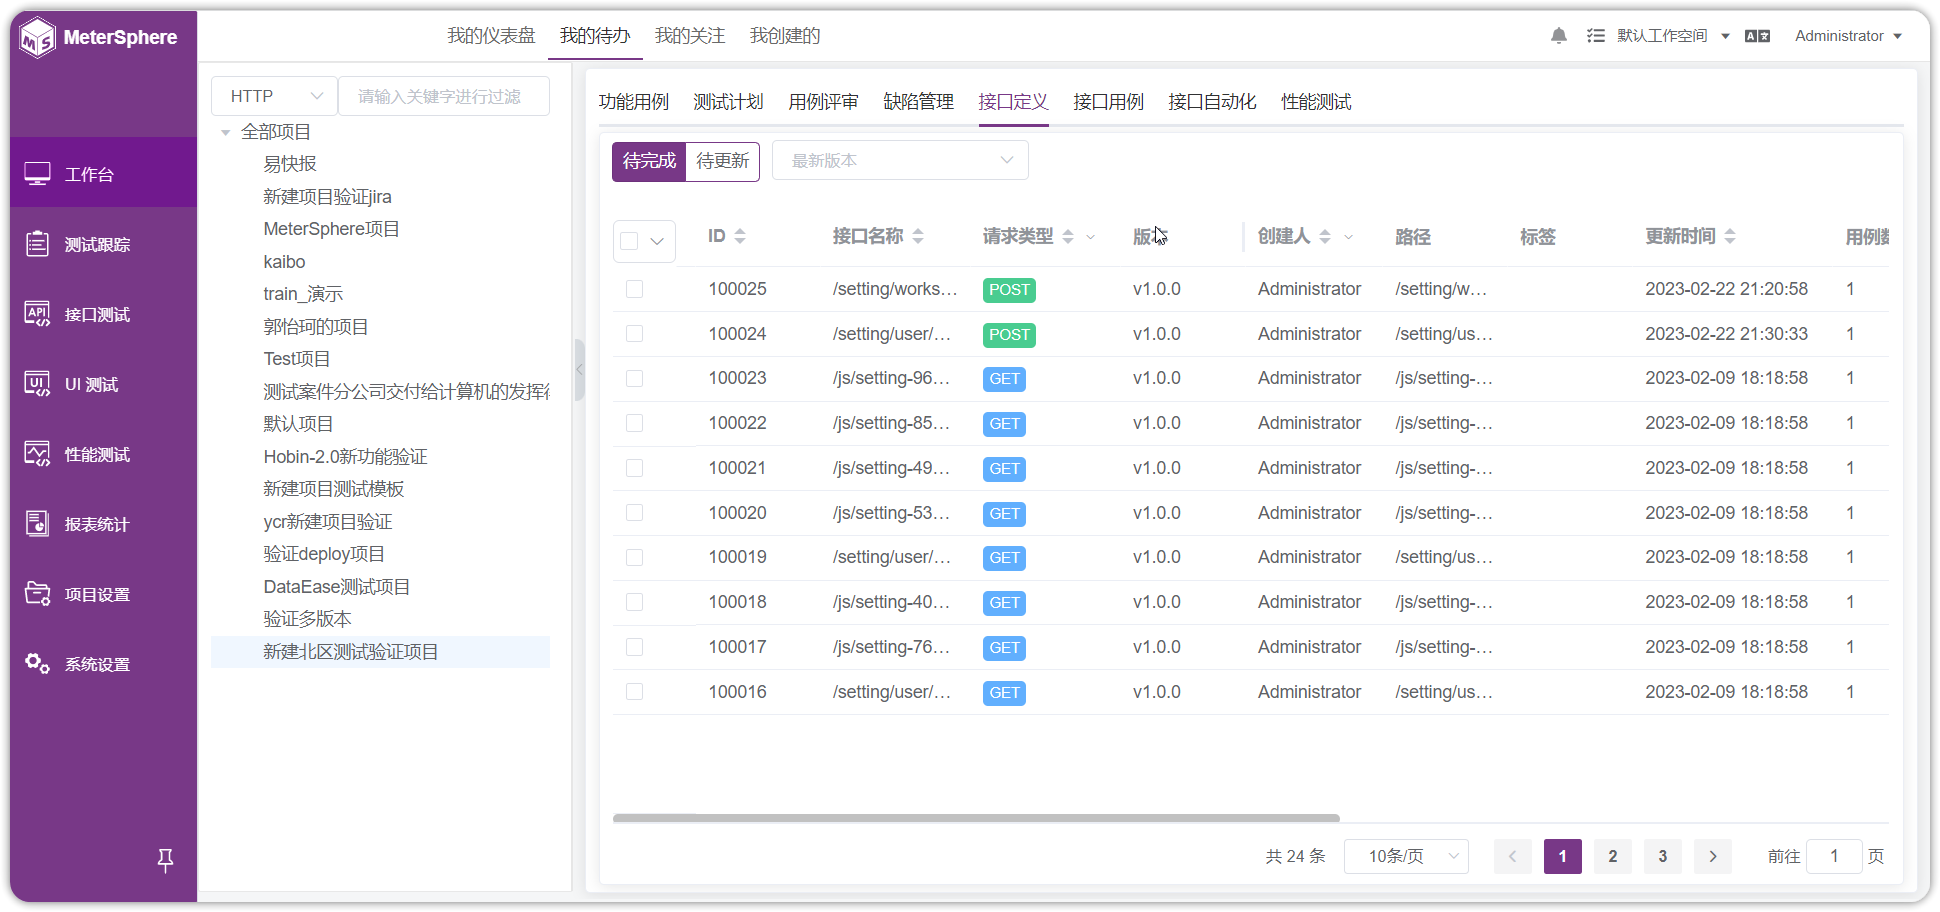 MeterSphere
我的仪表盘 我的待办 我的关注 我创建的
默认工作空间 Administrator
工作台
测试跟踪
接口测试
UI 测试
性能测试
报表统计
项目设置
系统设置
HTTP 请输入关键字进行过滤
全部项目
易快报
新建项目验证jira
MeterSphere项目
kaibo
train_演示
郭怡珂的项目
Test项目
测试案件分公司交付给计算机的发挥
默认项目
Hobin-2.0新功能验证
新建项目测试模板
ycr新建项目验证
验证deploy项目
DataEase测试项目
验证多版本
新建北区测试验证项目
功能用例 测试计划 用例评审 缺陷管理 接口定义 接口用例 接口自动化 性能测试
待完成 待更新 最新版本
ID 接口名称 请求类型 版本 创建人 路径 标签 更新时间 用例数
100025 /setting/works... POST v1.0.0 Administrator /setting/w... 2023-02-22 21:20:58 1
100024 /setting/user/... POST v1.0.0 Administrator /setting/us... 2023-02-22 21:30:33 1
100023 /js/setting-96... GET v1.0.0 Administrator /js/setting-... 2023-02-09 18:18:58 1
100022 /js/setting-85... GET v1.0.0 Administrator /js/setting-... 2023-02-09 18:18:58 1
100021 /js/setting-49... GET v1.0.0 Administrator /js/setting-... 2023-02-09 18:18:58 1
100020 /js/setting-53... GET v1.0.0 Administrator /js/setting-... 2023-02-09 18:18:58 1
100019 /setting/user/... GET v1.0.0 Administrator /setting/us... 2023-02-09 18:18:58 1
100018 /js/setting-40... GET v1.0.0 Administrator /js/setting-... 2023-02-09 18:18:58 1
100017 /js/setting-76... GET v1.0.0 Administrator /js/setting-... 2023-02-09 18:18:58 1
100016 /setting/user/... GET v1.0.0 Administrator /setting/us... 2023-02-09 18:18:58 1
共 24 条 10条/页 1 2 3 前往 1 页